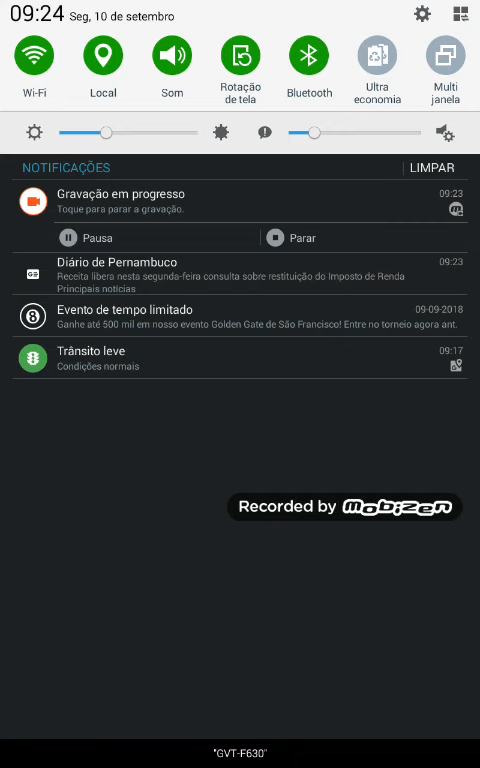 09:24 Seg, 10 de setembro
Wi-Fi
Local
Som
Rotação
de tela
Bluetooth
Ultra
economia
Multi
janela
NOTIFICAÇÕES
LIMPAR
Gravação em progresso 09:23
Toque para parar a gravação.
Pausa
Parar
GE
Diário de Pernambuco 09:23
Receita libera nesta segunda-feira consulta sobre restituição do Imposto de Renda
Principais notícias
8
Evento de tempo limitado 09-09-2018
Ganhe até 500 mil em nosso evento Golden Gate de São Francisco! Entre no torneio agora ant.
Trânsito leve 09:17
Condições normais
Recorded by Mobizen
"GVT-F630"